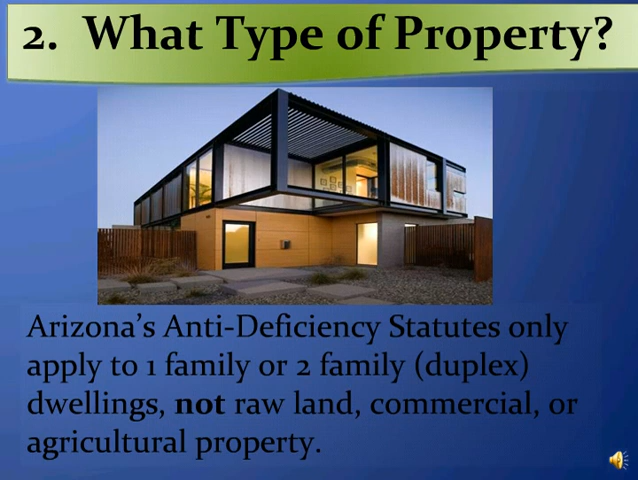 2. What Type of Property?
Arizona’s Anti-Deficiency Statutes only
apply to 1 family or 2 family (duplex)
dwellings, not raw land, commercial, or
agricultural property.